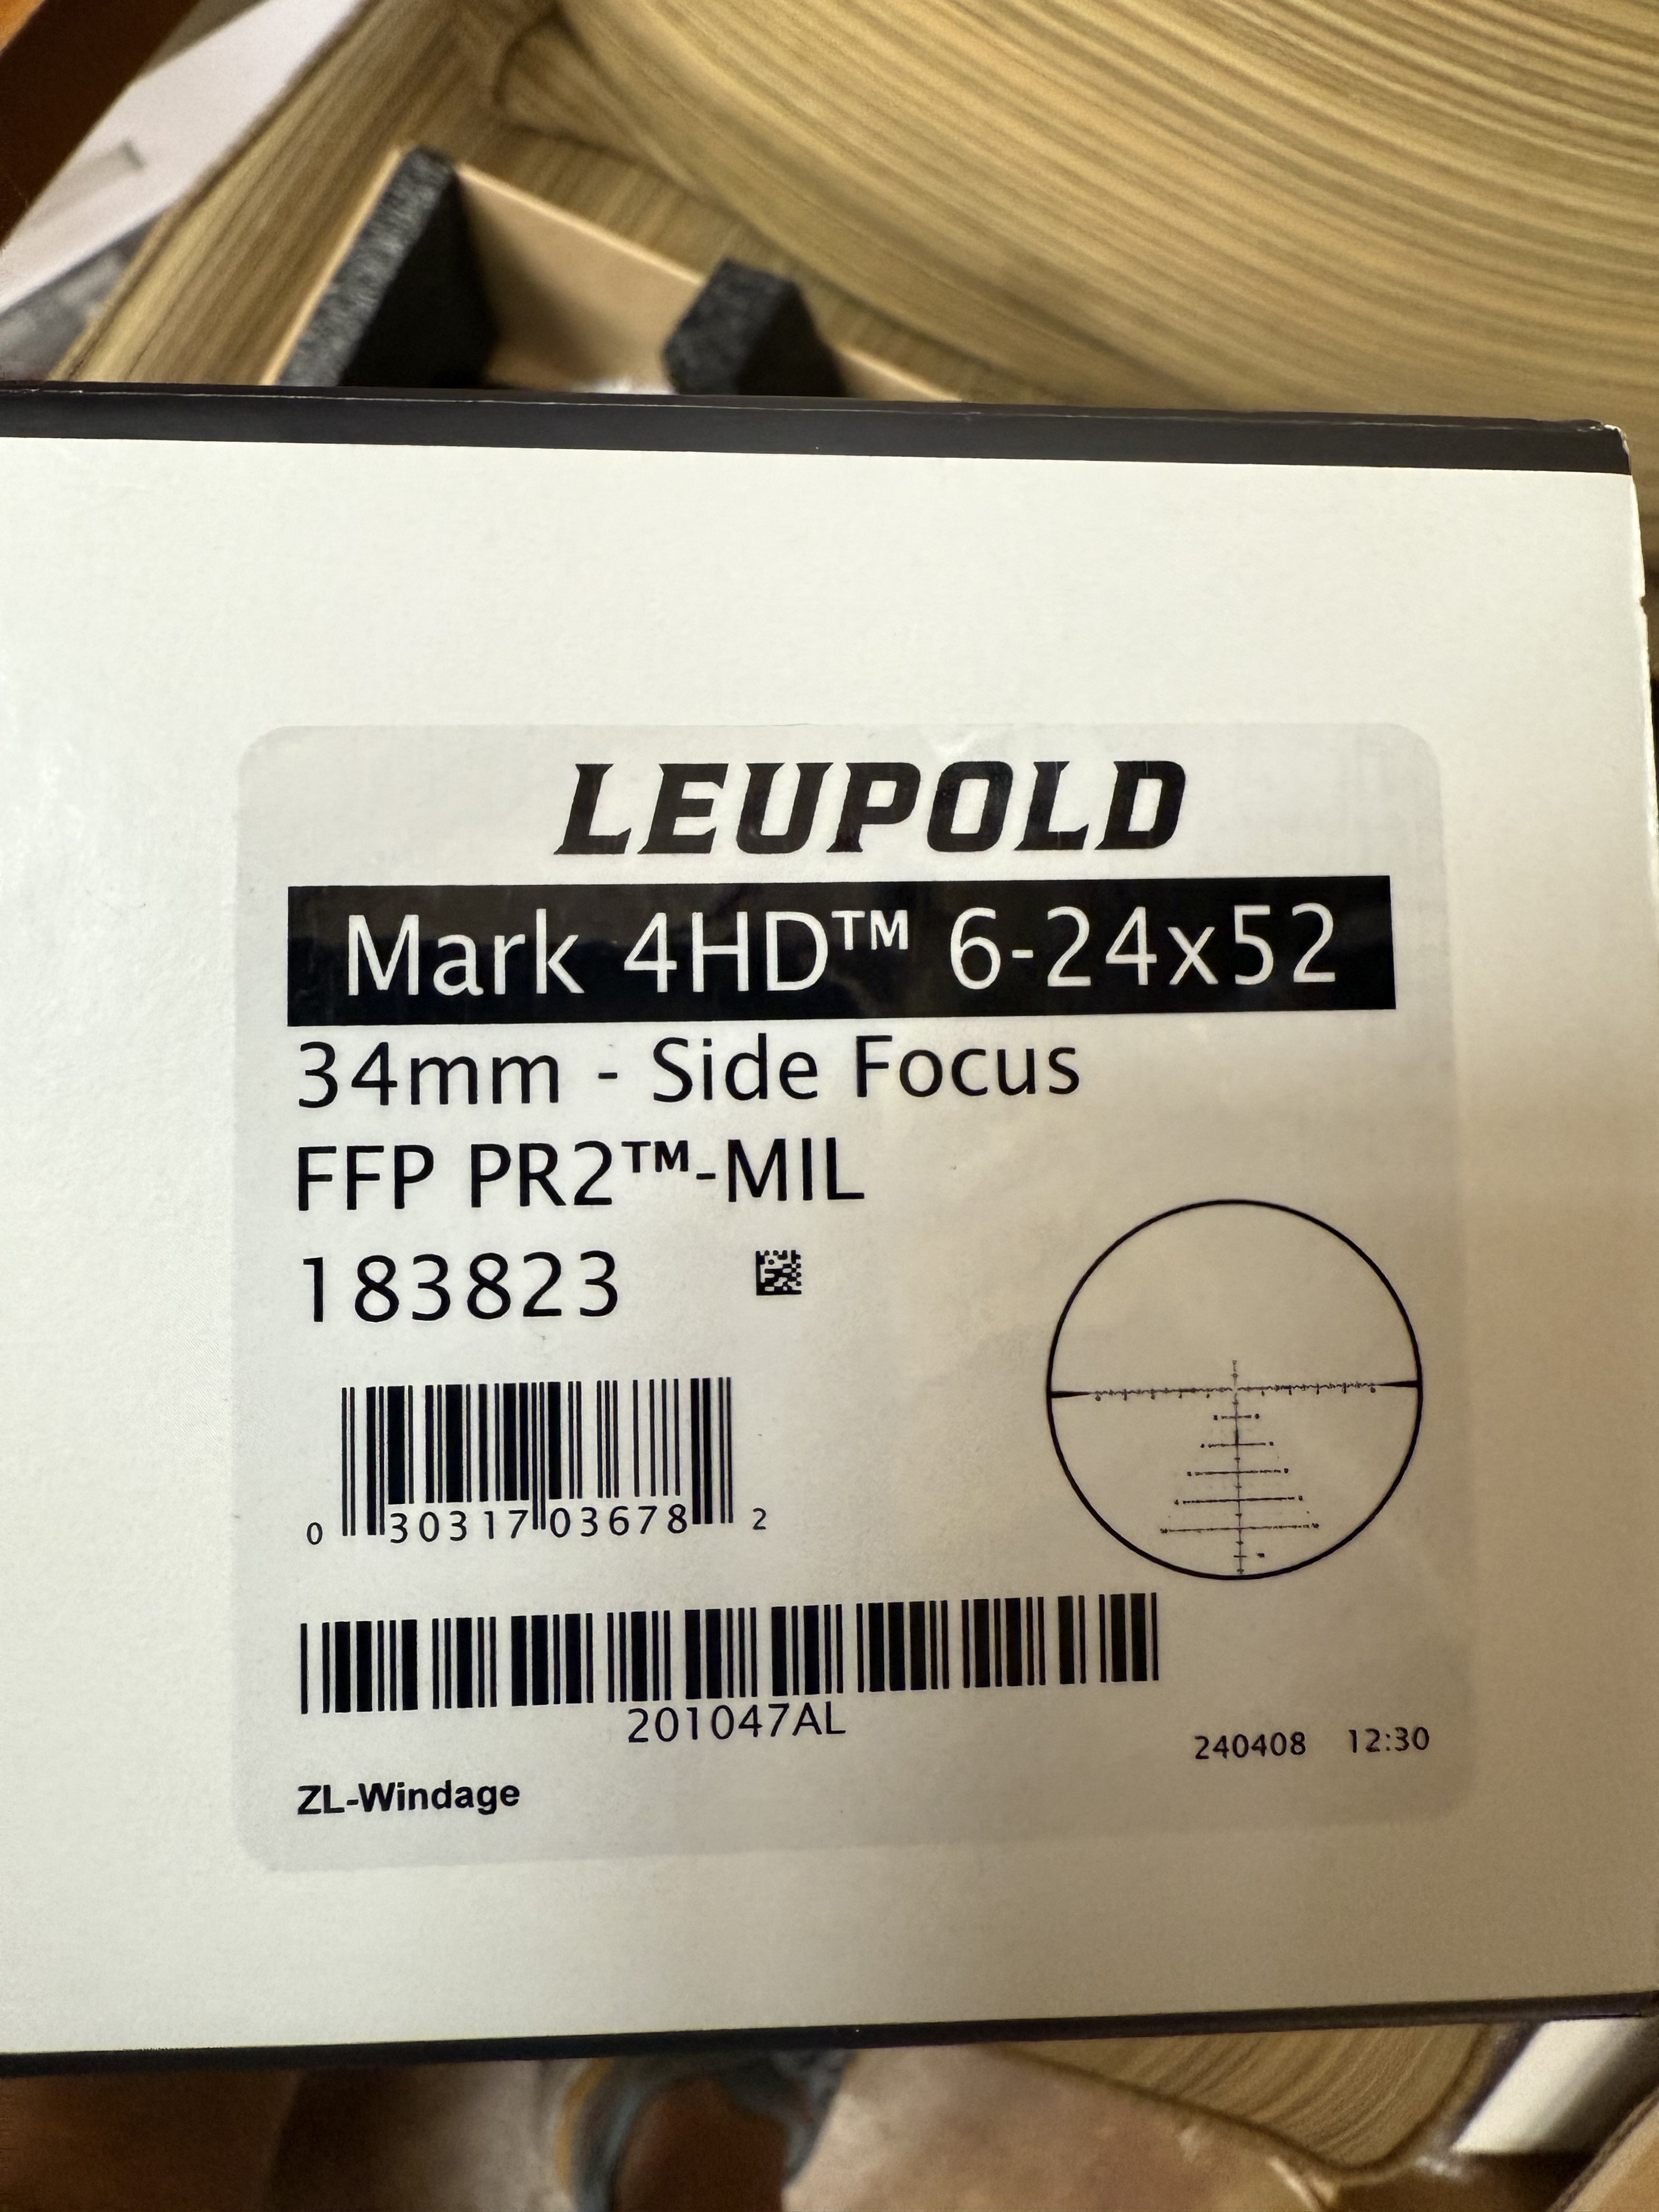 LEUPOLD
Mark 4HD™ 6-24x52
34mm - Side Focus
FFP PR2™-MIL
183823
0 30317 03678 2
201047AL
240408 12:30
ZL-Windage